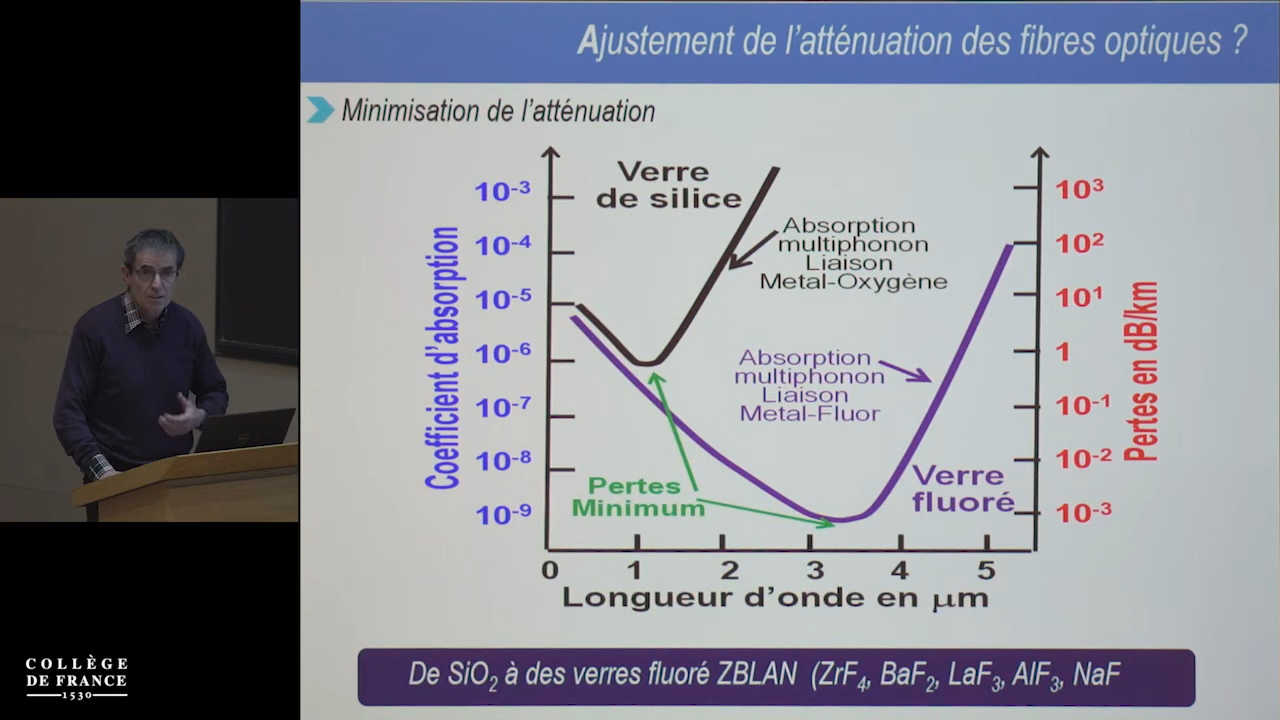 Ajustement de l'atténuation des fibres optiques ?
Minimisation de l'atténuation
Coefficient d'absorption
10-3
10-4
10-5
10-6
10-7
10-8
10-9
Verre
de silice
Absorption
multiphonon
Liaison
Metal-Oxygène
Absorption
multiphonon
Liaison
Metal-Fluor
Pertes
Minimum
Verre
fluoré
10³
10²
10¹
1
10-1
10-2
10-3
Pertes en dB/km
0 1 2 3 4 5
Longueur d'onde en µm
De SiO₂ à des verres fluoré ZBLAN (ZrF₄, BaF₂, LaF₃, AlF₃, NaF
COLLÈGE
DE FRANCE
1530